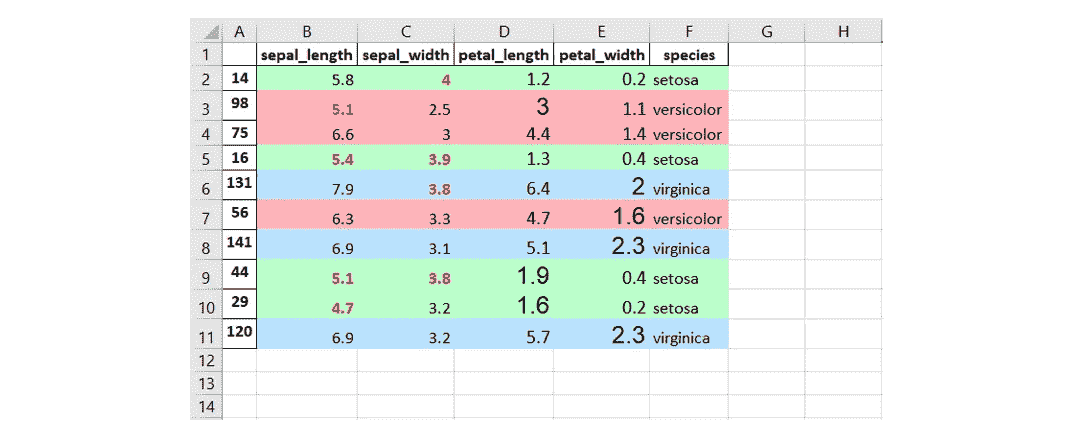 A B C D E F G H
1 sepal_length sepal_width petal_length petal_width species
2 14 5.8 4 1.2 0.2 setosa
3 98 5.1 2.5 3 1.1 versicolor
4 75 6.6 3 4.4 1.4 versicolor
5 16 5.4 3.9 1.3 0.4 setosa
6 131 7.9 3.8 6.4 2 virginica
7 56 6.3 3.3 4.7 1.6 versicolor
8 141 6.9 3.1 5.1 2.3 virginica
9 44 5.1 3.8 1.9 0.4 setosa
10 29 4.7 3.2 1.6 0.2 setosa
11 120 6.9 3.2 5.7 2.3 virginica
12
13
14